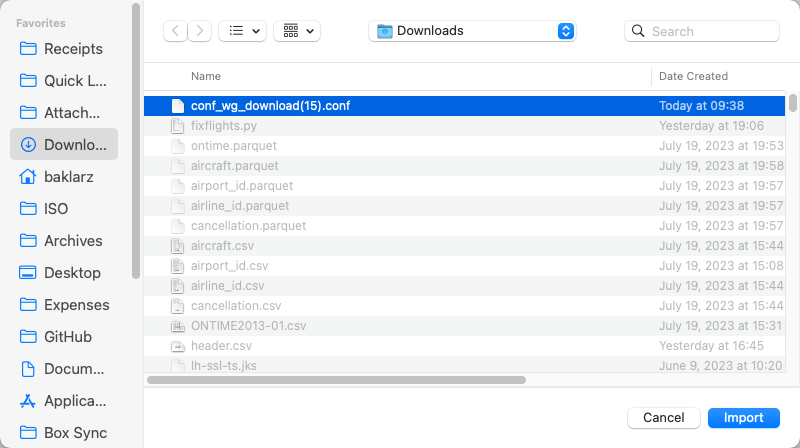 Favorites
Receipts
Quick L...
Attach...
Downlo...
baklarz
ISO
Archives
Desktop
Expenses
GitHub
Docum...
Applica...
Box Sync
Downloads
Search
Name Date Created
conf_wg_download(15).conf Today at 09:38
fixflights.py Yesterday at 19:06
ontime.parquet July 19, 2023 at 19:53
aircraft.parquet July 19, 2023 at 19:58
airport_id.parquet July 19, 2023 at 19:57
airline_id.parquet July 19, 2023 at 19:57
cancellation.parquet July 19, 2023 at 19:57
aircraft.csv July 19, 2023 at 15:44
airport_id.csv July 19, 2023 at 15:08
airline_id.csv July 19, 2023 at 15:44
cancellation.csv July 19, 2023 at 15:44
ONTIME2013-01.csv July 19, 2023 at 15:31
header.csv Yesterday at 16:45
lh-ssl-ts.jks June 9, 2023 at 10:20
Cancel Import